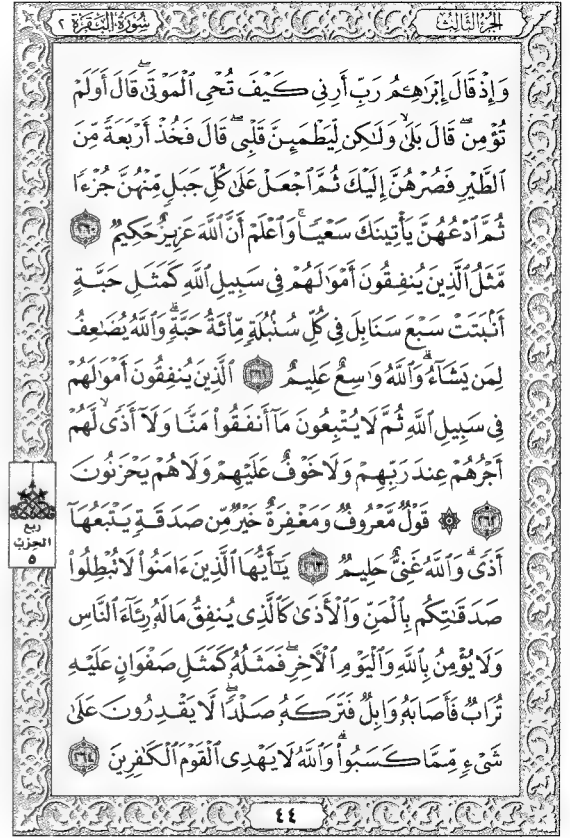 الجزء الثالث
سورة البقرة ٢
وَإِذْ قَالَ إِبْرَٰهِـۧمُ رَبِّ أَرِنِى كَيْفَ تُحْىِ ٱلْمَوْتَىٰ ۖ قَالَ أَوَلَمْ
تُؤْمِن ۖ قَالَ بَلَىٰ وَلَـٰكِن لِّيَطْمَئِنَّ قَلْبِى ۖ قَالَ فَخُذْ أَرْبَعَةً مِّنَ
ٱلطَّيْرِ فَصُرْهُنَّ إِلَيْكَ ثُمَّ ٱجْعَلْ عَلَىٰ كُلِّ جَبَلٍ مِّنْهُنَّ جُزْءًا
ثُمَّ ٱدْعُهُنَّ يَأْتِينَكَ سَعْيًا ۚ وَٱعْلَمْ أَنَّ ٱللَّهَ عَزِيزٌ حَكِيمٌ ٢٦٠
مَّثَلُ ٱلَّذِينَ يُنفِقُونَ أَمْوَٰلَهُمْ فِى سَبِيلِ ٱللَّهِ كَمَثَلِ حَبَّةٍ
أَنۢبَتَتْ سَبْعَ سَنَابِلَ فِى كُلِّ سُنۢبُلَةٍ مِّا۟ئَةُ حَبَّةٍ ۗ وَٱللَّهُ يُضَـٰعِفُ
لِمَن يَشَآءُ ۗ وَٱللَّهُ وَٰسِعٌ عَلِيمٌ ٢٦١ ٱلَّذِينَ يُنفِقُونَ أَمْوَٰلَهُمْ
فِى سَبِيلِ ٱللَّهِ ثُمَّ لَا يُتْبِعُونَ مَآ أَنفَقُوا۟ مَنًّا وَلَآ أَذًى ۙ لَّهُمْ
أَجْرُهُمْ عِندَ رَبِّهِمْ وَلَا خَوْفٌ عَلَيْهِمْ وَلَا هُمْ يَحْزَنُونَ
٢٦٢ ۞ قَوْلٌ مَّعْرُوفٌ وَمَغْفِرَةٌ خَيْرٌ مِّن صَدَقَةٍ يَتْبَعُهَآ
أَذًى ۗ وَٱللَّهُ غَنِىٌّ حَلِيمٌ ٢٦٣ يَـٰٓأَيُّهَا ٱلَّذِينَ ءَامَنُوا۟ لَا تُبْطِلُوا۟
صَدَقَـٰتِكُم بِٱلْمَنِّ وَٱلْأَذَىٰ كَٱلَّذِى يُنفِقُ مَالَهُۥ رِئَآءَ ٱلنَّاسِ
وَلَا يُؤْمِنُ بِٱللَّهِ وَٱلْيَوْمِ ٱلْـَٔاخِرِ ۖ فَمَثَلُهُۥ كَمَثَلِ صَفْوَانٍ عَلَيْهِ
تُرَابٌ فَأَصَابَهُۥ وَابِلٌ فَتَرَكَهُۥ صَلْدًا ۖ لَّا يَقْدِرُونَ عَلَىٰ
شَىْءٍ مِّمَّا كَسَبُوا۟ ۗ وَٱللَّهُ لَا يَهْدِى ٱلْقَوْمَ ٱلْكَـٰفِرِينَ ٢٦٤
ربع
الحزب
٥
٤٤